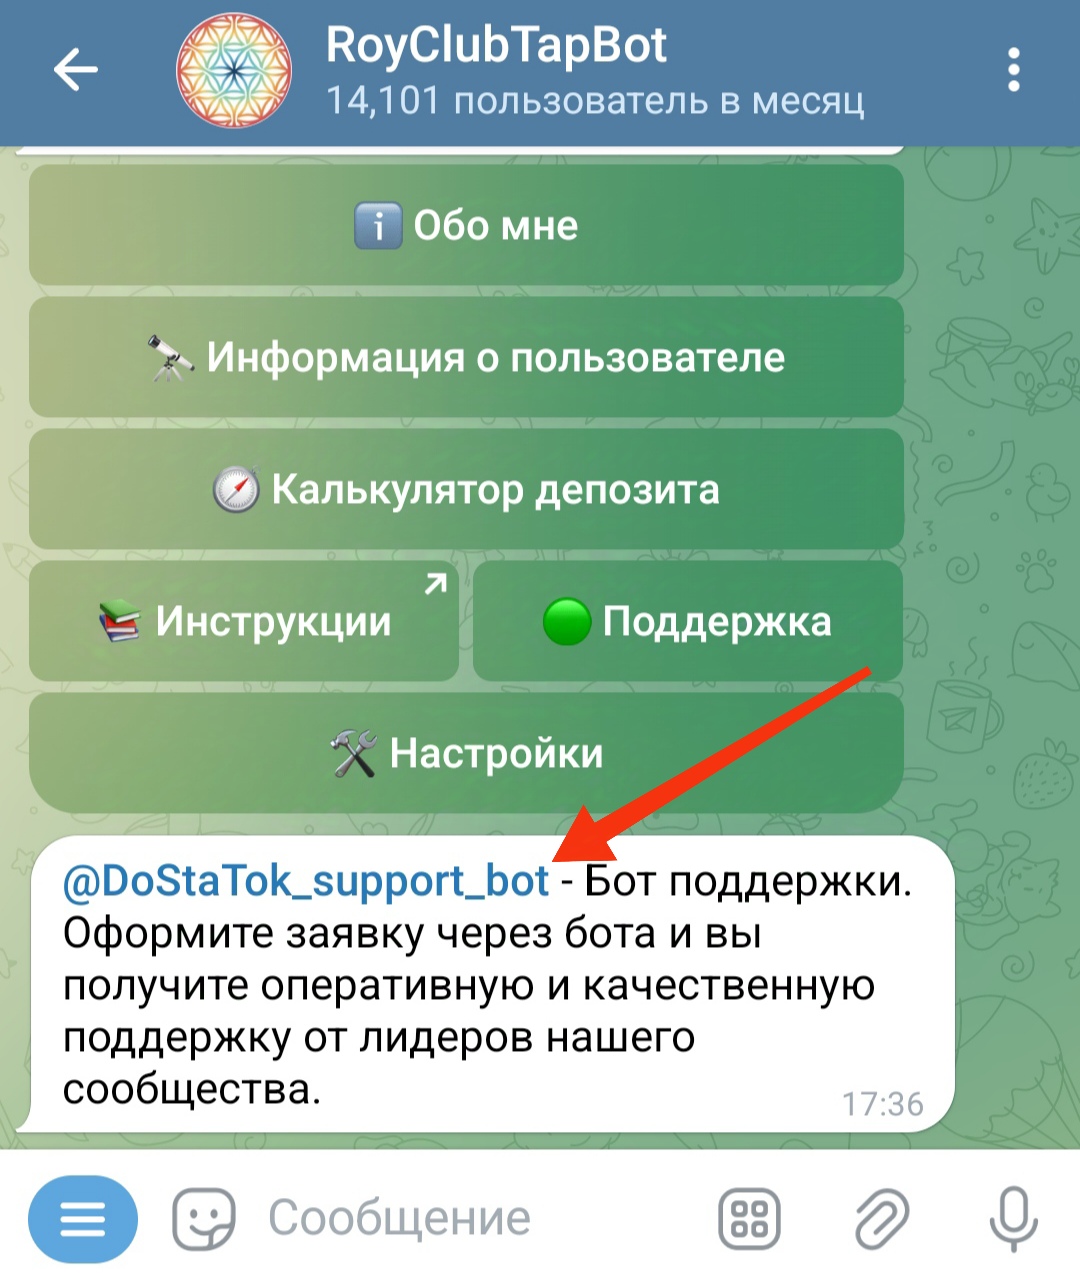 RoyClubTapBot
14,101 пользователь в месяц
Обо мне
Информация о пользователе
Калькулятор депозита
Инструкции
Поддержка
Настройки
@DoStaTok_support_bot - Бот поддержки.
Оформите заявку через бота и вы
получите оперативную и качественную
поддержку от лидеров нашего
сообщества.
17:36
Сообщение